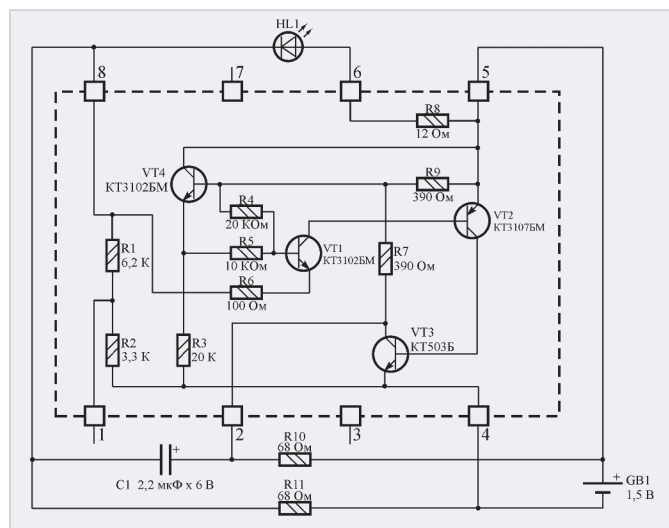 HL1
8
7
6
5
R8
12 Ом
VT4
КТ3102БМ
R9
390 Ом
R4
20 КОм
VT2
КТ3107БМ
R1
6,2 К
R5
10 КОм
VT1
КТ3102БМ
R7
390 Ом
R6
100 Ом
VT3
КТ503Б
R2
3,3 К
R3
20 К
1
2
3
4
R10
68 Ом
+
C1 2,2 мкФ х 6 В
R11
68 Ом
+
GB1
1,5 В